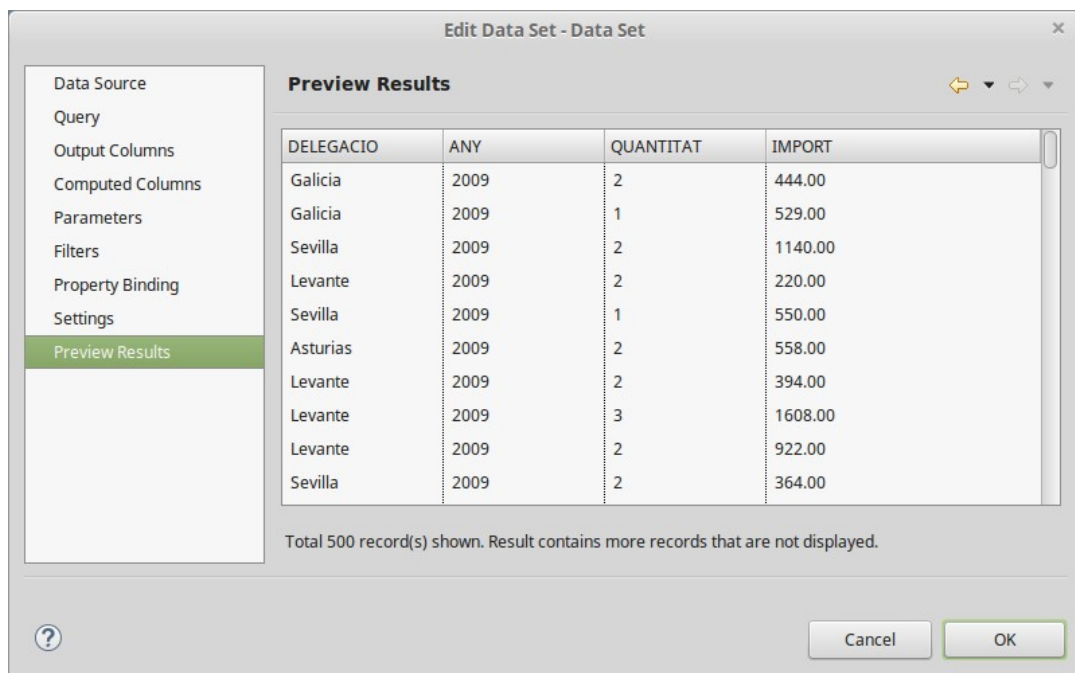 Edit Data Set - Data Set
Data Source
Query
Output Columns
Computed Columns
Parameters
Filters
Property Binding
Settings
Preview Results
Preview Results
DELEGACIO ANY QUANTITAT IMPORT
Galicia 2009 2 444.00
Galicia 2009 1 529.00
Sevilla 2009 2 1140.00
Levante 2009 2 220.00
Sevilla 2009 1 550.00
Asturias 2009 2 558.00
Levante 2009 2 394.00
Levante 2009 3 1608.00
Levante 2009 2 922.00
Sevilla 2009 2 364.00
Total 500 record(s) shown. Result contains more records that are not displayed.
?
Cancel OK